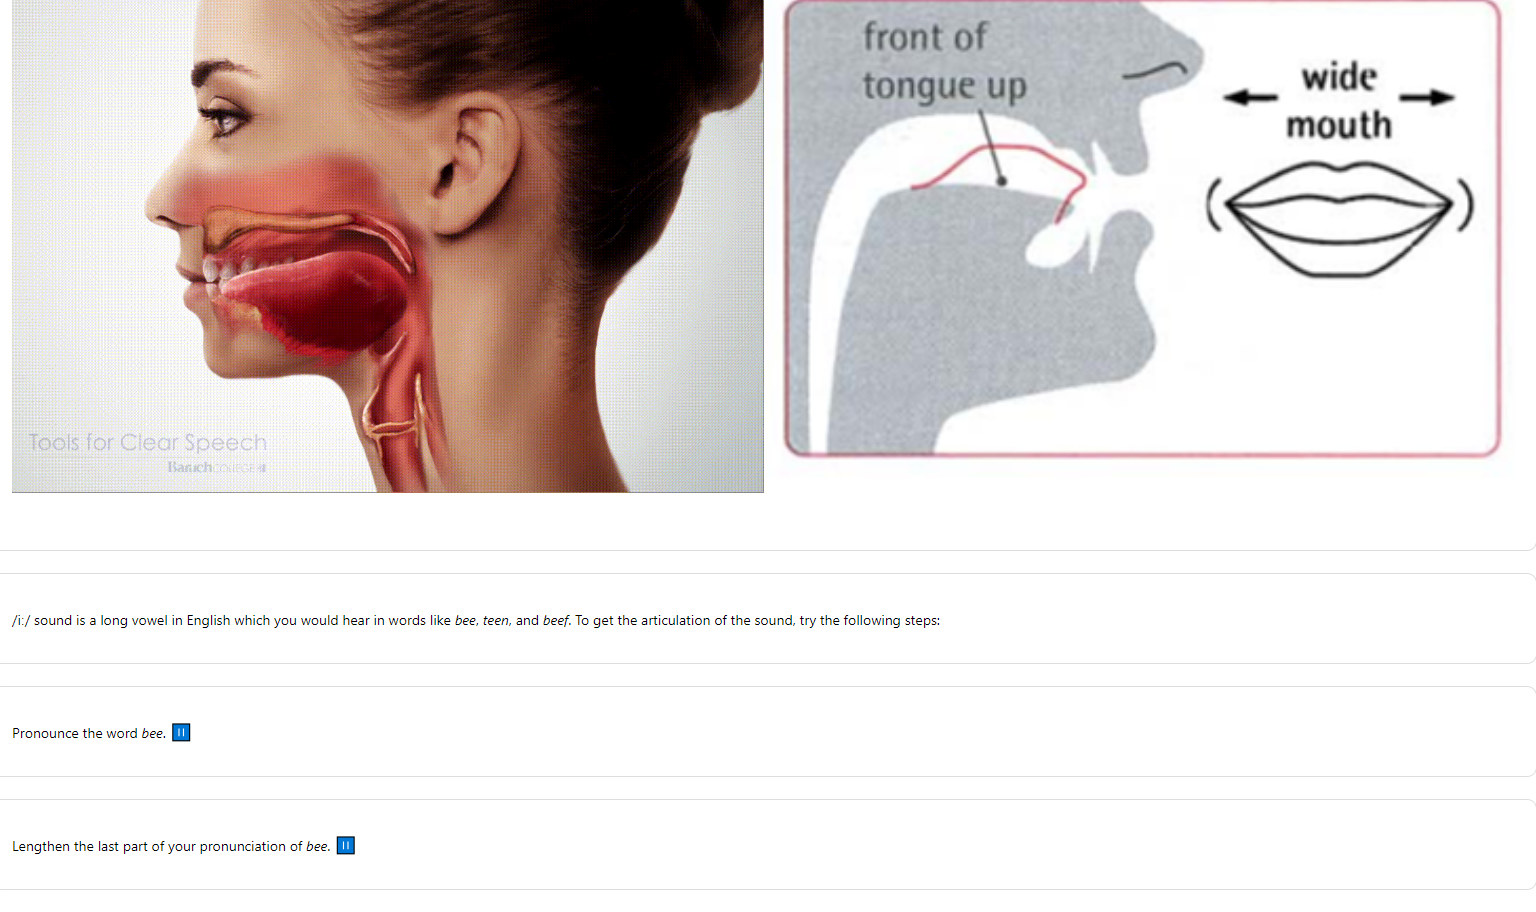 front of
tongue up
wide
mouth
Tools for Clear Speech
Baruch COLLEGE
/i:/ sound is a long vowel in English which you would hear in words like bee, teen, and beef. To get the articulation of the sound, try the following steps:
Pronounce the word bee.
Lengthen the last part of your pronunciation of bee.